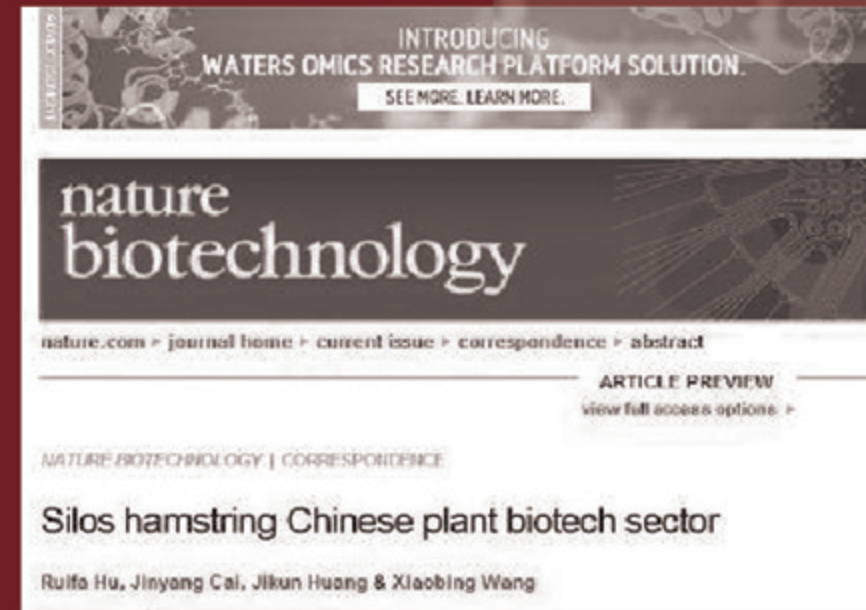 INTRODUCING
WATERS OMICS RESEARCH PLATFORM SOLUTION.
SEE MORE. LEARN MORE.
nature
biotechnology
nature.com ▸ journal home ▸ current issue ▸ correspondence ▸ abstract
ARTICLE PREVIEW
view full access options ▸
NATURE BIOTECHNOLOGY | CORRESPONDENCE
Silos hamstring Chinese plant biotech sector
Ruifa Hu, Jinyang Cai, Jikun Huang & Xiaobing Wang